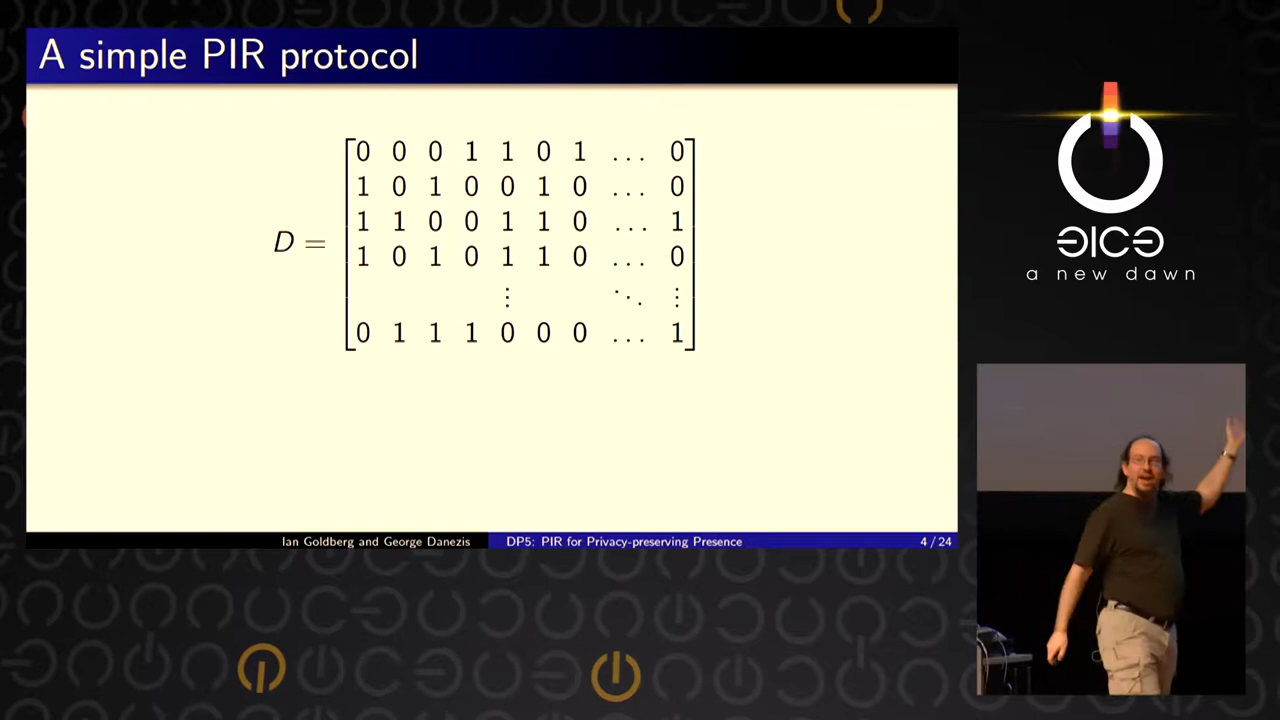 A simple PIR protocol
D =
0 0 0 1 1 0 1 ... 0
1 0 1 0 0 1 0 ... 0
1 1 0 0 1 1 0 ... 1
1 0 1 0 1 1 0 ... 0
⋮ ⋱ ⋮
0 1 1 1 0 0 0 ... 1
Ian Goldberg and George Danezis DP5: PIR for Privacy-preserving Presence 4 / 24
a new dawn